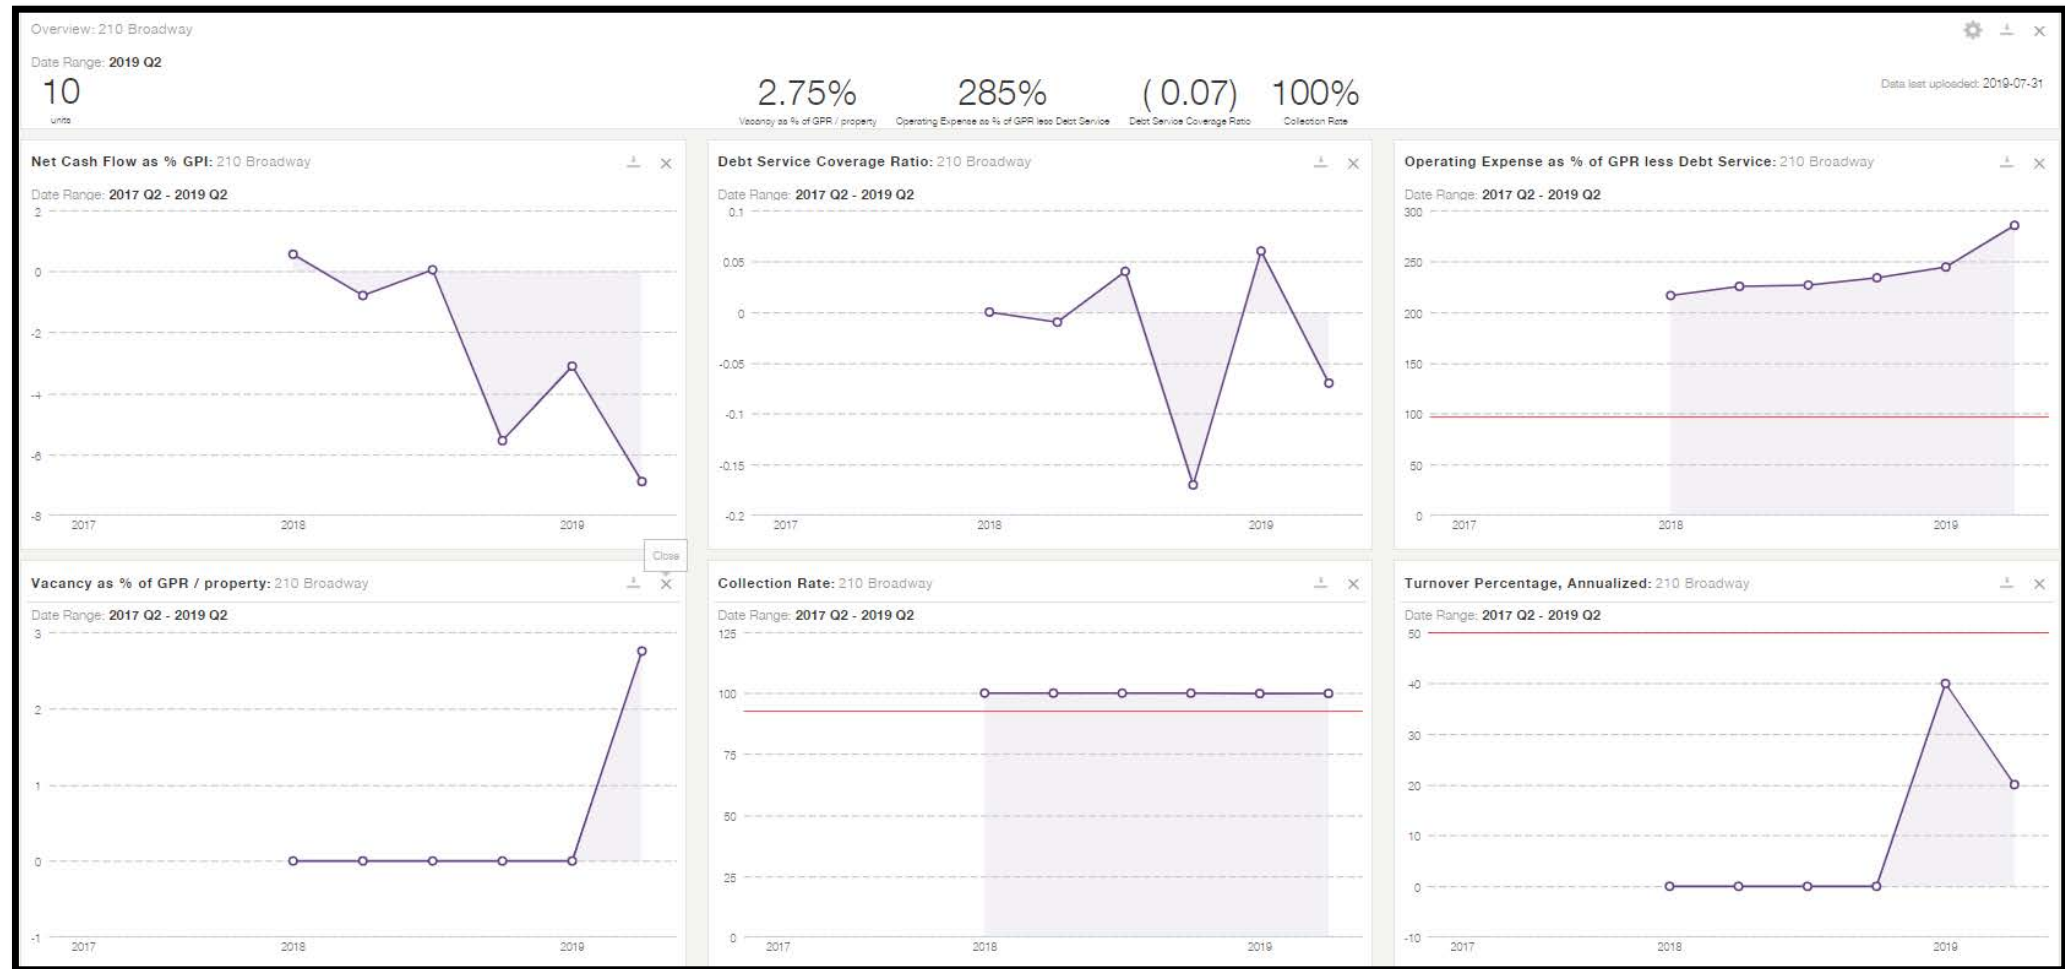 Overview: 210 Broadway
Date Range: 2019 Q2
10
units
2.75%
Vacancy as % of GPR / property
285%
Operating Expense as % of GPR less Debt Service
( 0.07)
Debt Service Coverage Ratio
100%
Collection Rate
Data last uploaded: 2019-07-31
Net Cash Flow as % GPI: 210 Broadway
Date Range: 2017 Q2 - 2019 Q2
2
0
-2
-4
-6
-8
2017 2018 2019
Debt Service Coverage Ratio: 210 Broadway
Date Range: 2017 Q2 - 2019 Q2
0.1
0.05
0
-0.05
-0.1
-0.15
-0.2
2017 2018 2019
Operating Expense as % of GPR less Debt Service: 210 Broadway
Date Range: 2017 Q2 - 2019 Q2
300
250
200
150
100
50
0
2017 2018 2019
Close
Vacancy as % of GPR / property: 210 Broadway
Date Range: 2017 Q2 - 2019 Q2
3
2
1
0
-1
2017 2018 2019
Collection Rate: 210 Broadway
Date Range: 2017 Q2 - 2019 Q2
125
100
75
50
25
0
2017 2018 2019
Turnover Percentage, Annualized: 210 Broadway
Date Range: 2017 Q2 - 2019 Q2
50
40
30
20
10
0
-10
2017 2018 2019